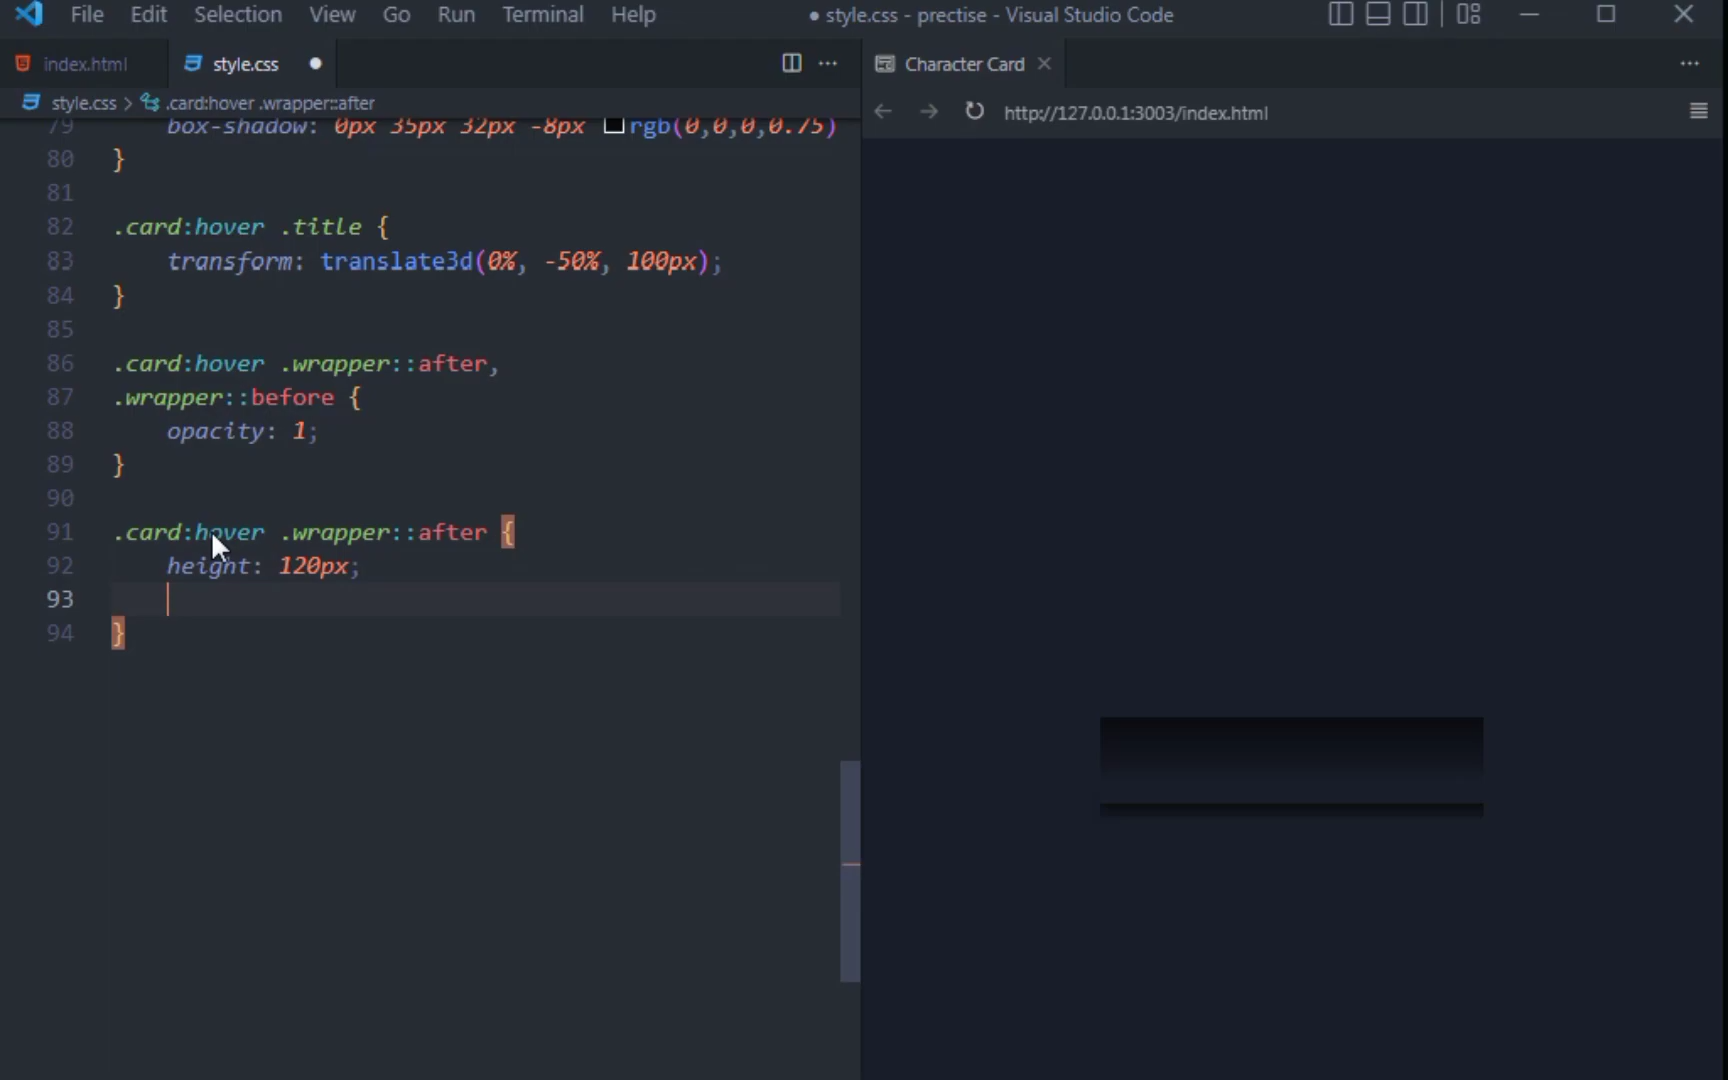 File Edit Selection View Go Run Terminal Help ● style.css - prectise - Visual Studio Code
index.html style.css ● Character Card
style.css > .card:hover .wrapper::after
http://127.0.0.1:3003/index.html
79 box-shadow: 0px 35px 32px -8px rgb(0,0,0,0.75)
80 }
81
82 .card:hover .title {
83 transform: translate3d(0%, -50%, 100px);
84 }
85
86 .card:hover .wrapper::after,
87 .wrapper::before {
88 opacity: 1;
89 }
90
91 .card:hover .wrapper::after {
92 height: 120px;
93
94 }